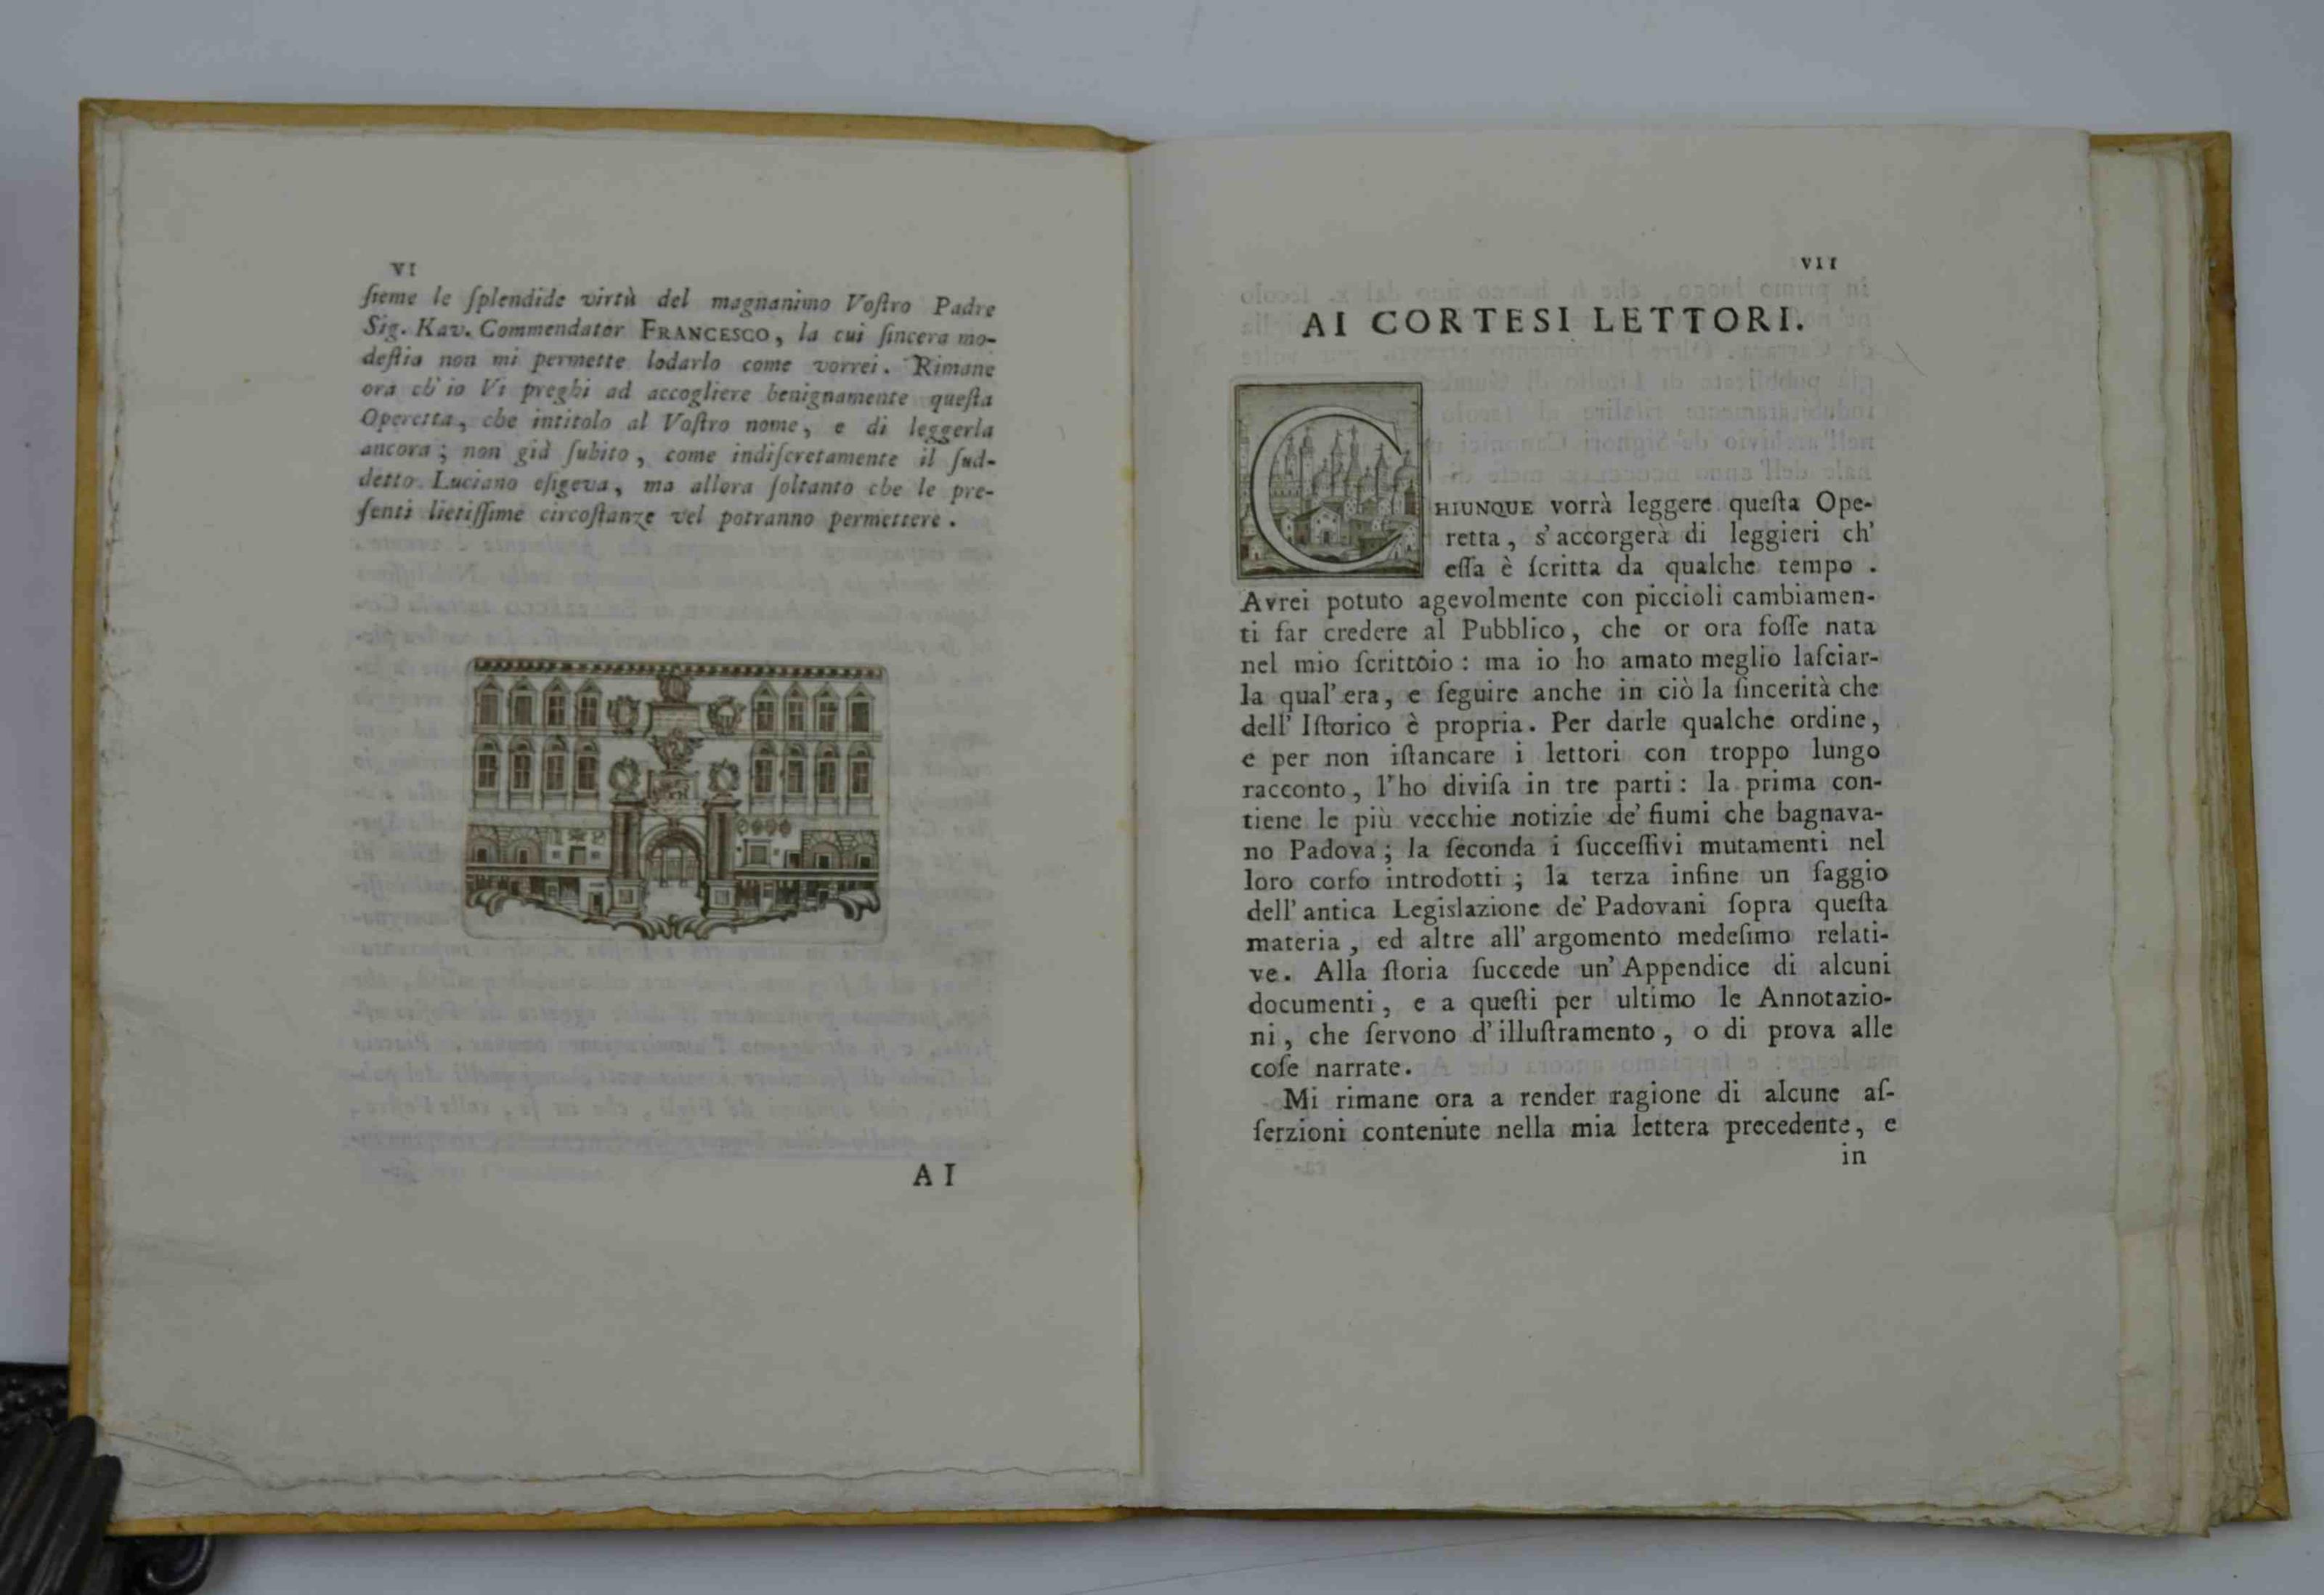 VI
ſieme le ſplendide virtù del magnanimo Voſtro Padre
Sig. Kav. Commendator FRANCESCO, la cui ſincera mo-
deſtia non mi permette lodarlo come vorrei. Rimane
ora ch' io Vi preghi ad accogliere benignamente queſta
Operetta, che intitolo al Voſtro nome, e di leggerla
ancora; non già ſubito, come indiſcretamente il ſud-
detto Luciano eſigeva, ma allora ſoltanto che le pre-
ſenti lietiſſime circoſtanze vel potranno permettere.
AI
VII
AI CORTESI LETTORI.
CHIUNQUE vorrà leggere queſta Ope-
retta, s'accorgerà di leggieri ch'
eſſa è ſcritta da qualche tempo.
Avrei potuto agevolmente con piccioli cambiamen-
ti far credere al Pubblico, che or ora foſſe nata
nel mio ſcrittoio: ma io ho amato meglio laſciar-
la qual' era, e ſeguire anche in ciò la ſincerità che
dell' Iſtorico è propria. Per darle qualche ordine,
e per non iſtancare i lettori con troppo lungo
racconto, l'ho diviſa in tre parti: la prima con-
tiene le più vecchie notizie de' fiumi che bagnava-
no Padova; la ſeconda i ſucceſſivi mutamenti nel
loro corſo introdotti; la terza infine un ſaggio
dell' antica Legislazione de' Padovani ſopra queſta
materia, ed altre all' argomento medeſimo relati-
ve. Alla ſtoria ſuccede un' Appendice di alcuni
documenti, e a queſti per ultimo le Annotazio-
ni, che ſervono d'illuſtramento, o di prova alle
coſe narrate.
Mi rimane ora a render ragione di alcune aſ-
ſerzioni contenute nella mia lettera precedente, e
in